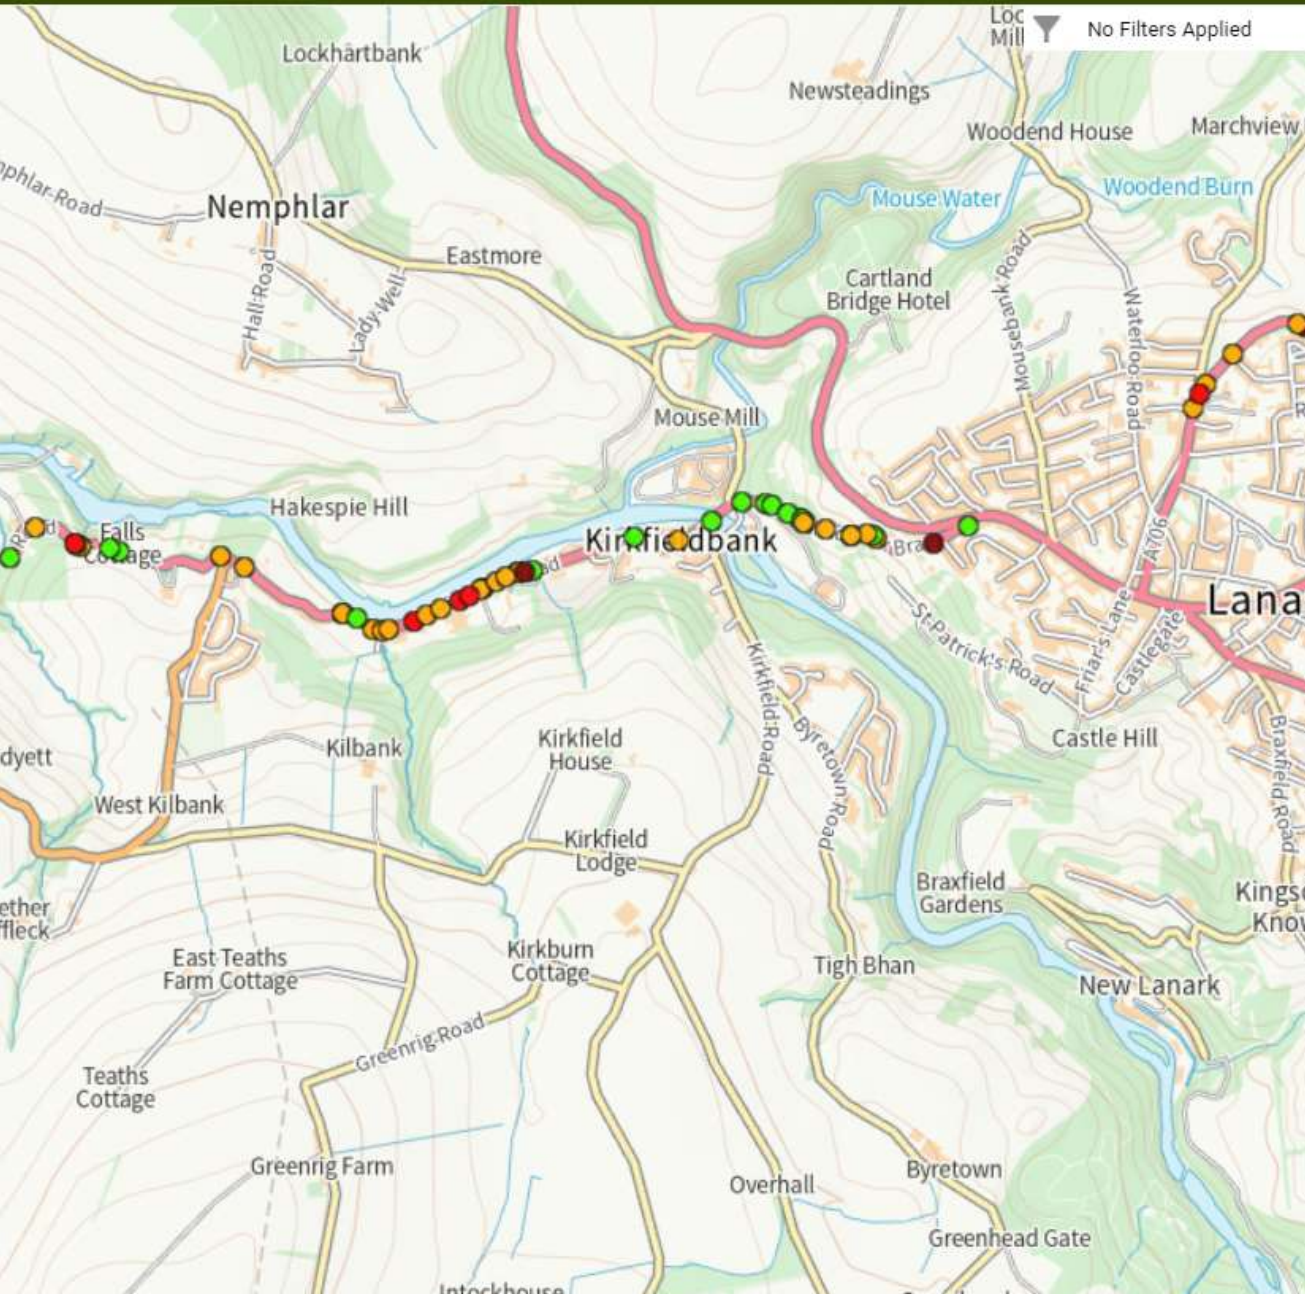 No Filters Applied
Lockhartbank
Newsteadings
Woodend House
Marchview
Woodend Burn
Mouse Water
Nemphlar
Eastmore
Cartland
Bridge Hotel
Hall Road
Lady Well
Mousebank Road
Waterloo Road
Mouse Mill
Hakespie Hill
Falls
Cottage
Kirkfieldbank
A706
Lana
St Patrick's Road
Friar's Lane
Castlegate
Castle Hill
Kirkfield Road
Byretown Road
Braxfield Road
Kilbank
Kirkfield
House
dyett
West Kilbank
Kirkfield
Lodge
Braxfield
Gardens
Kings
Kno
ether
ffleck
East Teaths
Farm Cottage
Kirkburn
Cottage
Tigh Bhan
New Lanark
Greenrig Road
Teaths
Cottage
Greenrig Farm
Overhall
Byretown
Greenhead Gate